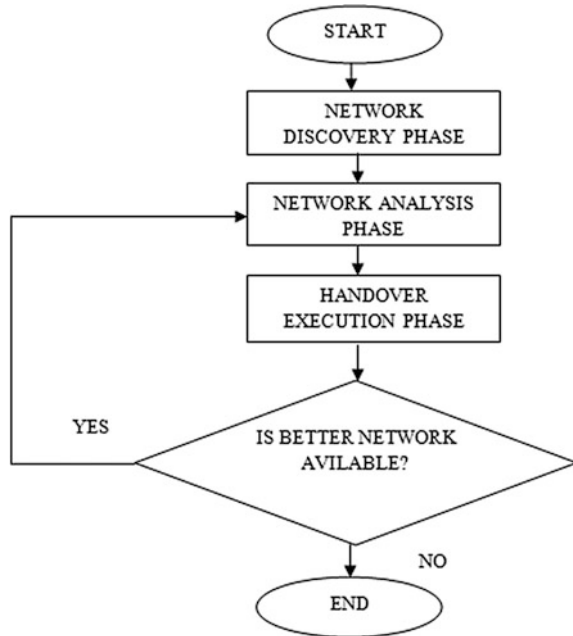 START
NETWORK
DISCOVERY PHASE
NETWORK ANALYSIS
PHASE
HANDOVER
EXECUTION PHASE
YES
IS BETTER NETWORK
AVILABLE?
NO
END